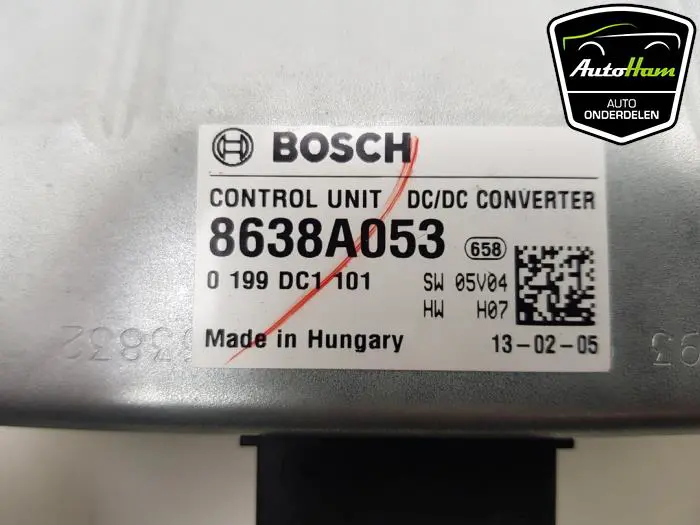 AutoHam
AUTO
ONDERDELEN
BOSCH
CONTROL UNIT DC/DC CONVERTER
8638A053 658
0 199 DC1 101 SW 05V04
HW H07
Made in Hungary 13-02-05
93